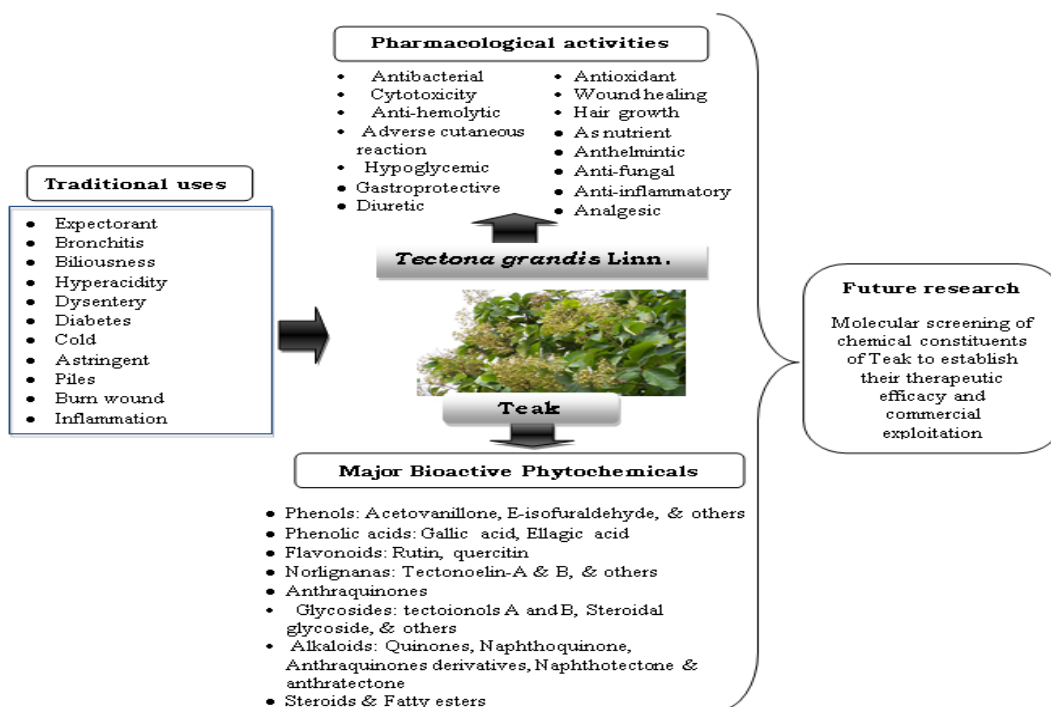 Pharmacological activities
• Antibacterial
• Cytotoxicity
• Anti-hemolytic
• Adverse cutaneous
reaction
• Hypoglycemic
• Gastroprotective
• Diuretic
• Antioxidant
• Wound healing
• Hair growth
• As nutrient
• Anthelmintic
• Anti-fungal
• Anti-inflammatory
• Analgesic
Traditional uses
• Expectorant
• Bronchitis
• Biliousness
• Hyperacidity
• Dysentery
• Diabetes
• Cold
• Astringent
• Piles
• Burn wound
• Inflammation
Tectona grandis Linn.
Teak
Major Bioactive Phytochemicals
• Phenols: Acetovanillone, E-isofuraldehyde, & others
• Phenolic acids: Gallic acid, Ellagic acid
• Flavonoids: Rutin, quercitin
• Norlignanas: Tectonoelin-A & B, & others
• Anthraquinones
• Glycosides: tectoionols A and B, Steroidal
glycoside, & others
• Alkaloids: Quinones, Naphthoquinone,
Anthraquinones derivatives, Naphthotectone &
anthratectone
• Steroids & Fatty esters
Future research
Molecular screening of
chemical constituents
of Teak to establish
their therapeutic
efficacy and
commercial
exploitation